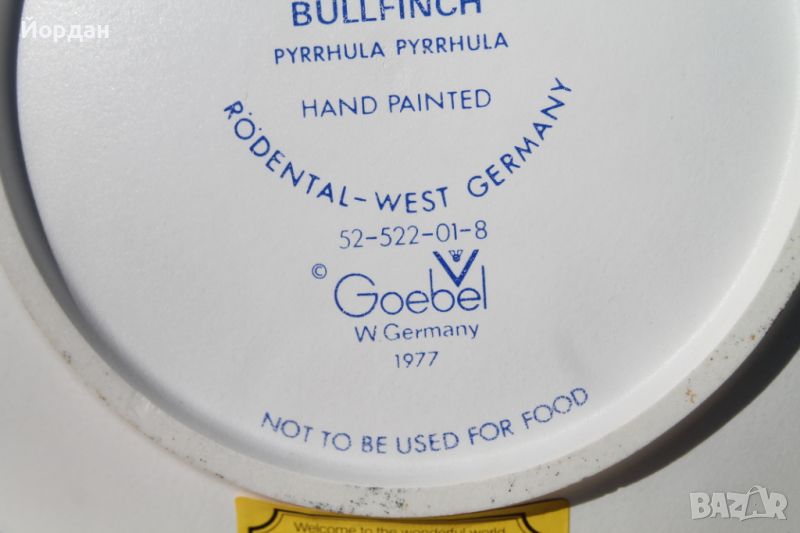 Йордан
BULLFINCH
PYRRHULA PYRRHULA
HAND PAINTED
RÖDENTAL-WEST GERMANY
52-522-01-8
© Goebel
W. Germany
1977
NOT TO BE USED FOR FOOD
Welcome to the wonderful world
BAZAR